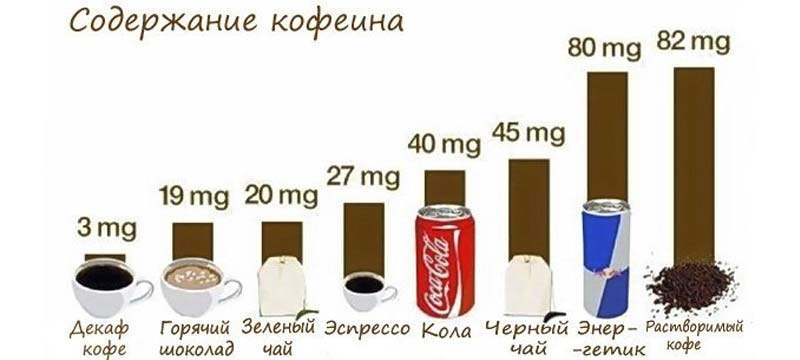 Содержание кофеина
3 mg
19 mg
20 mg
27 mg
40 mg
45 mg
80 mg
82 mg
Coca-Cola
Декаф
кофе
Горячий
шоколад
Зеленый
чай
Эспрессо
Кола
Черный
чай
Энер-
-гетик
Растворимый
кофе